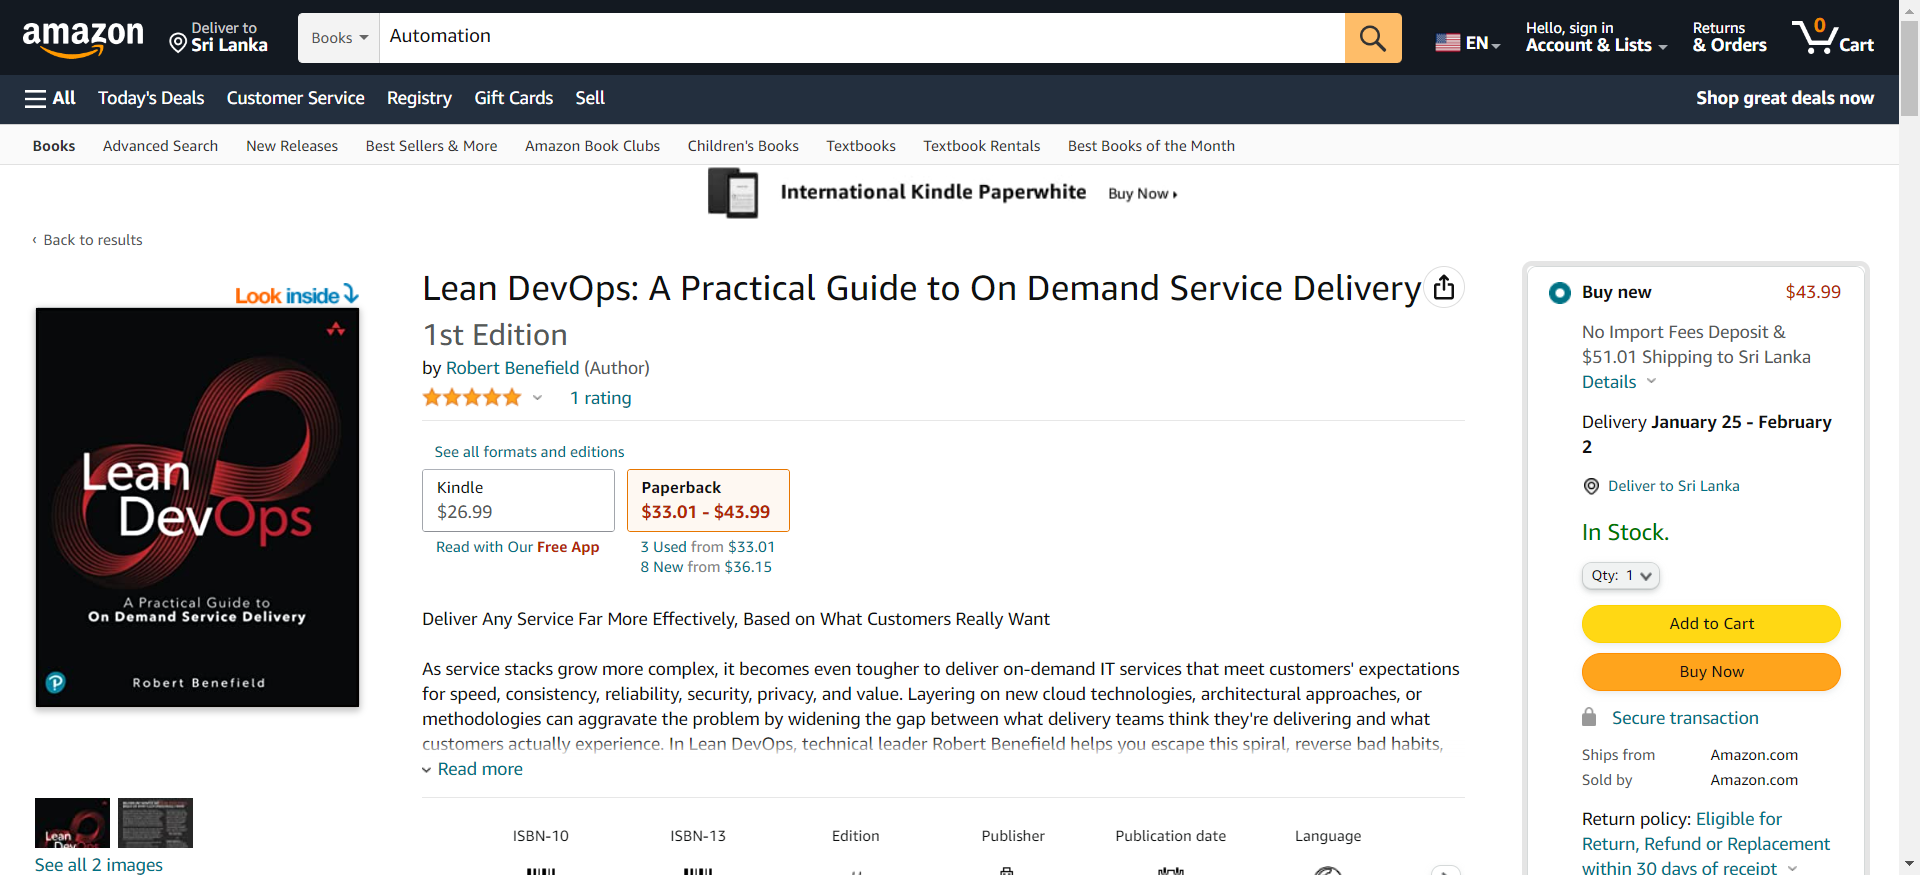 amazon
Deliver to
Sri Lanka
Books
Automation
EN
Hello, sign in
Account & Lists
Returns
& Orders
0
Cart
All
Today's Deals
Customer Service
Registry
Gift Cards
Sell
Shop great deals now
Books
Advanced Search
New Releases
Best Sellers & More
Amazon Book Clubs
Children's Books
Textbooks
Textbook Rentals
Best Books of the Month
International Kindle Paperwhite
Buy Now
‹ Back to results
Look inside
Lean
DevOps
A Practical Guide to
On Demand Service Delivery
Robert Benefield
P
Lean
DevOps
See all 2 images
Lean DevOps: A Practical Guide to On Demand Service Delivery
1st Edition
by Robert Benefield (Author)
1 rating
See all formats and editions
Kindle
$26.99
Read with Our Free App
Paperback
$33.01 - $43.99
3 Used from $33.01
8 New from $36.15
Deliver Any Service Far More Effectively, Based on What Customers Really Want
As service stacks grow more complex, it becomes even tougher to deliver on-demand IT services that meet customers' expectations
for speed, consistency, reliability, security, privacy, and value. Layering on new cloud technologies, architectural approaches, or
methodologies can aggravate the problem by widening the gap between what delivery teams think they're delivering and what
customers actually experience. In Lean DevOps, technical leader Robert Benefield helps you escape this spiral, reverse bad habits,
Read more
ISBN-10
ISBN-13
Edition
Publisher
Publication date
Language
Buy new
$43.99
No Import Fees Deposit &
$51.01 Shipping to Sri Lanka
Details
Delivery January 25 - February
2
Deliver to Sri Lanka
In Stock.
Qty: 1
Add to Cart
Buy Now
Secure transaction
Ships from Amazon.com
Sold by Amazon.com
Return policy: Eligible for
Return, Refund or Replacement
within 30 days of receipt